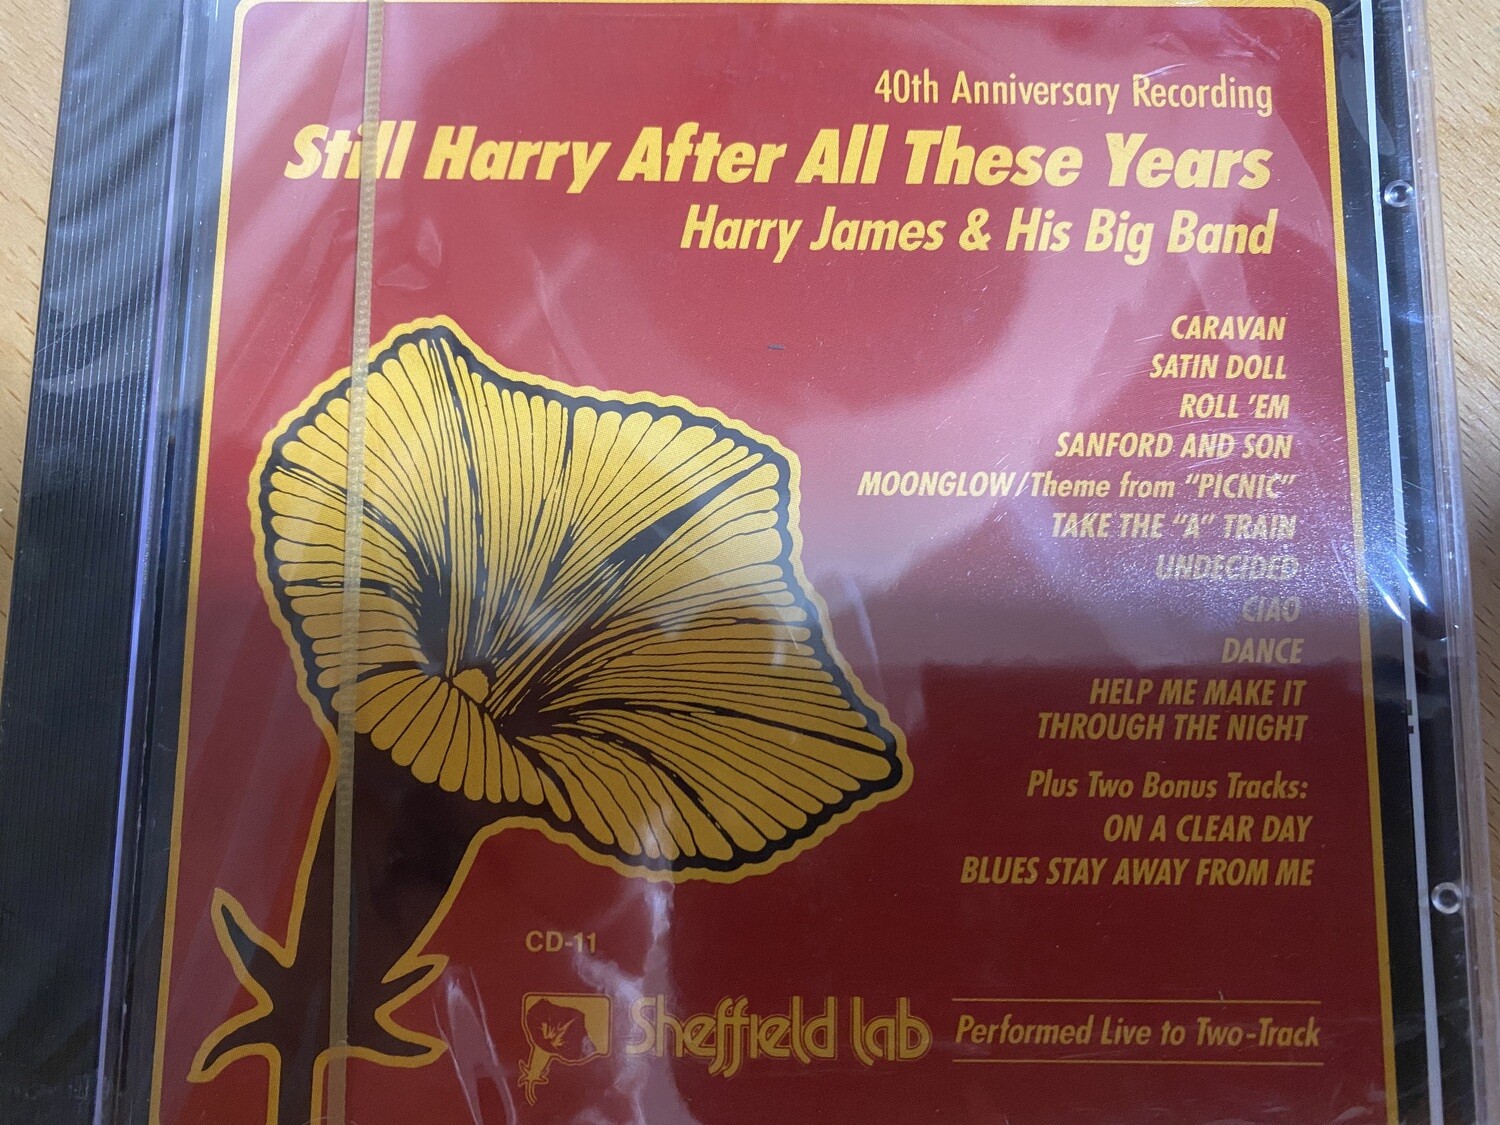 40th Anniversary Recording
Still Harry After All These Years
Harry James & His Big Band
CARAVAN
SATIN DOLL
ROLL 'EM
SANFORD AND SON
MOONGLOW/Theme from "PICNIC"
TAKE THE "A" TRAIN
UNDECIDED
CIAO
DANCE
HELP ME MAKE IT
THROUGH THE NIGHT
Plus Two Bonus Tracks:
ON A CLEAR DAY
BLUES STAY AWAY FROM ME
CD-11
Sheffield Lab
Performed Live to Two-Track